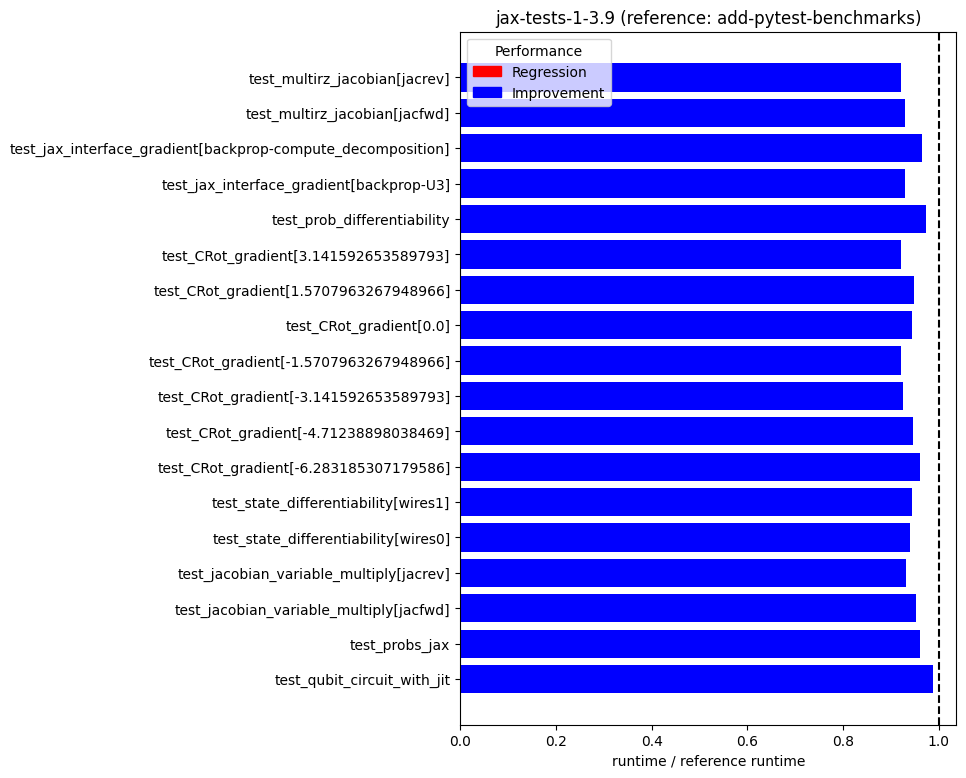 jax-tests-1-3.9 (reference: add-pytest-benchmarks)
Performance
Regression
Improvement
test_multirz_jacobian[jacrev]
test_multirz_jacobian[jacfwd]
test_jax_interface_gradient[backprop-compute_decomposition]
test_jax_interface_gradient[backprop-U3]
test_prob_differentiability
test_CRot_gradient[3.141592653589793]
test_CRot_gradient[1.5707963267948966]
test_CRot_gradient[0.0]
test_CRot_gradient[-1.5707963267948966]
test_CRot_gradient[-3.141592653589793]
test_CRot_gradient[-4.71238898038469]
test_CRot_gradient[-6.283185307179586]
test_state_differentiability[wires1]
test_state_differentiability[wires0]
test_jacobian_variable_multiply[jacrev]
test_jacobian_variable_multiply[jacfwd]
test_probs_jax
test_qubit_circuit_with_jit
0.0 0.2 0.4 0.6 0.8 1.0
runtime / reference runtime